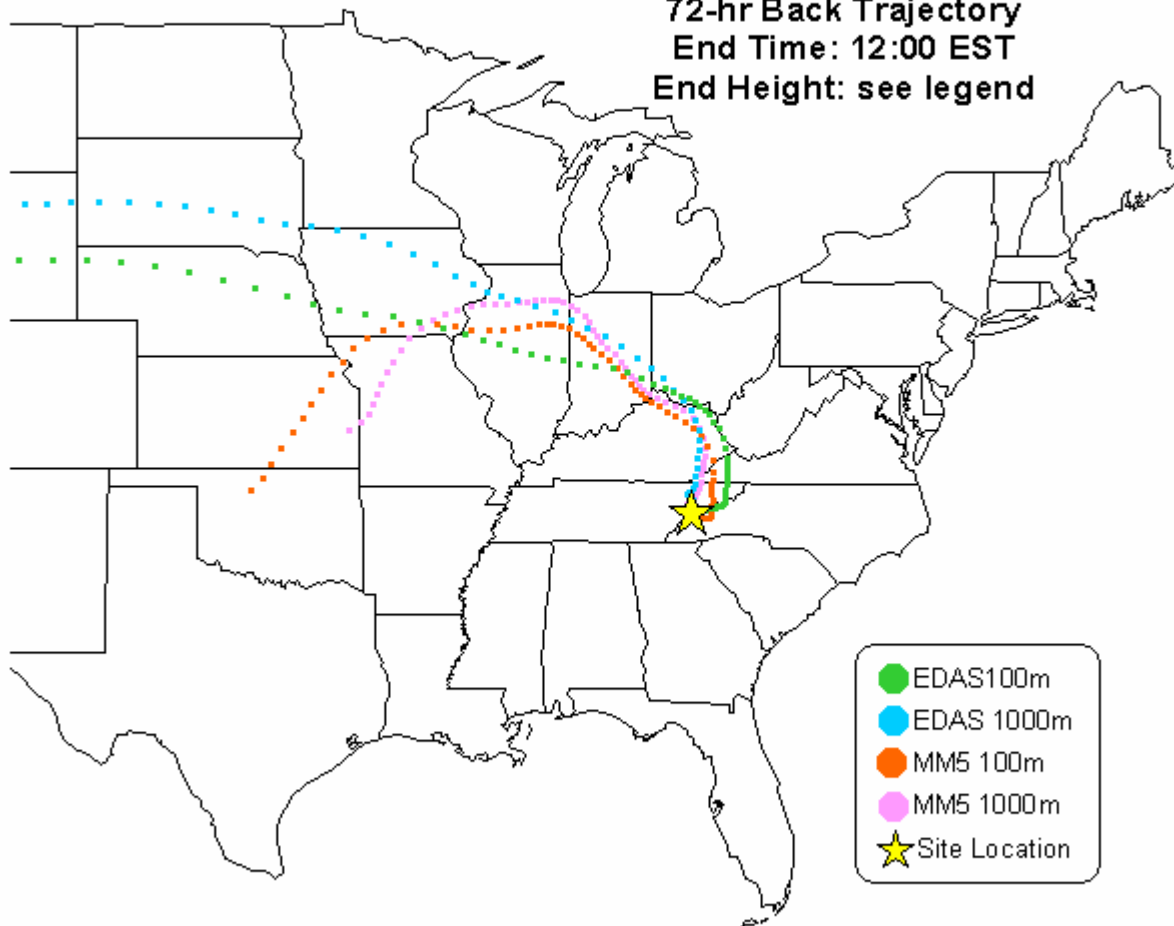 72-hr Back Trajectory
End Time: 12:00 EST
End Height: see legend
EDAS100m
EDAS 1000m
MM5 100m
MM5 1000m
Site Location